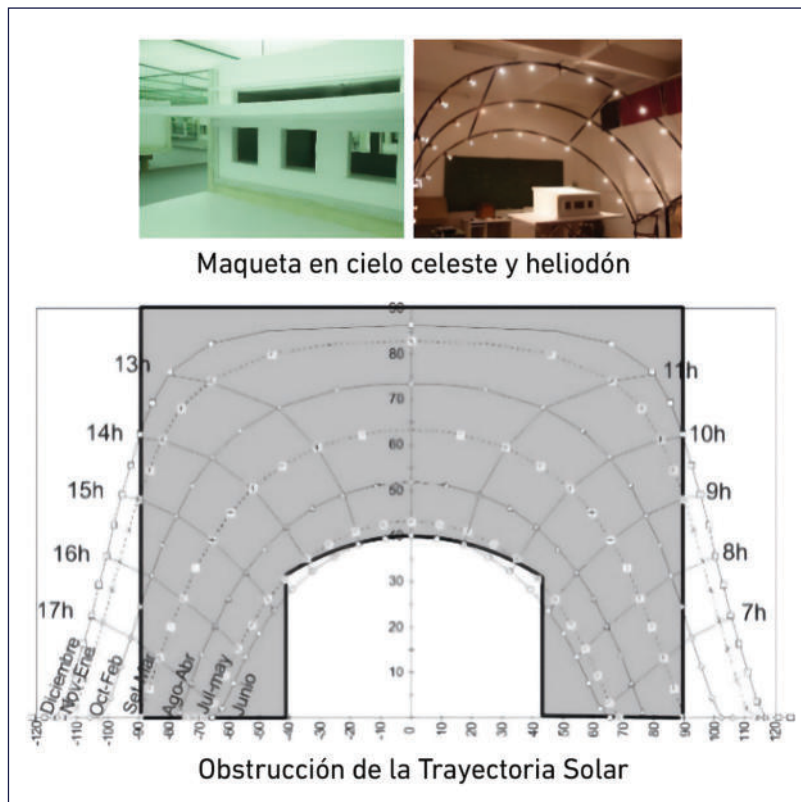 Maqueta en cielo celeste y heliodón
90
80
70
60
50
40
30
20
10
13h
14h
15h
16h
17h
11h
10h
9h
8h
7h
Diciembre
Nov-Ene
Oct-Feb
Set-Mar
Ago-Abr
Jul-may
Junio
-120 -110 -100 -90 -80 -70 -60 -50 -40 -30 -20 -10 0 10 20 30 40 50 60 70 80 90 100 110 120
Obstrucción de la Trayectoria Solar